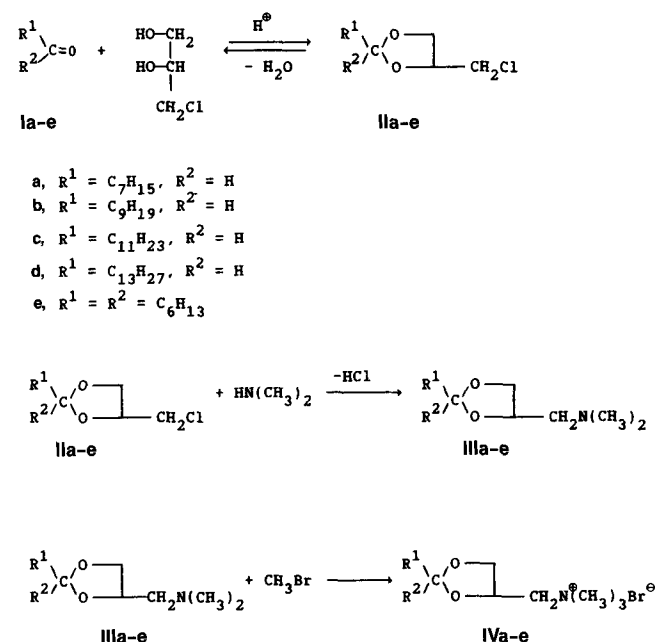 R¹ R² C=O + HO-CH₂ HO-CH CH₂Cl H⊕ - H₂O R¹ R² C O O CH₂Cl
Ia-e IIa-e
a, R¹ = C₇H₁₅, R² = H
b, R¹ = C₉H₁₉, R² = H
c, R¹ = C₁₁H₂₃, R² = H
d, R¹ = C₁₃H₂₇, R² = H
e, R¹ = R² = C₆H₁₃
R¹ R² C O O CH₂Cl + HN(CH₃)₂ -HCl R¹ R² C O O CH₂N(CH₃)₂
IIa-e IIIa-e
R¹ R² C O O CH₂N(CH₃)₂ + CH₃Br R¹ R² C O O CH₂N⊕(CH₃)₃Br⊖
IIIa-e IVa-e